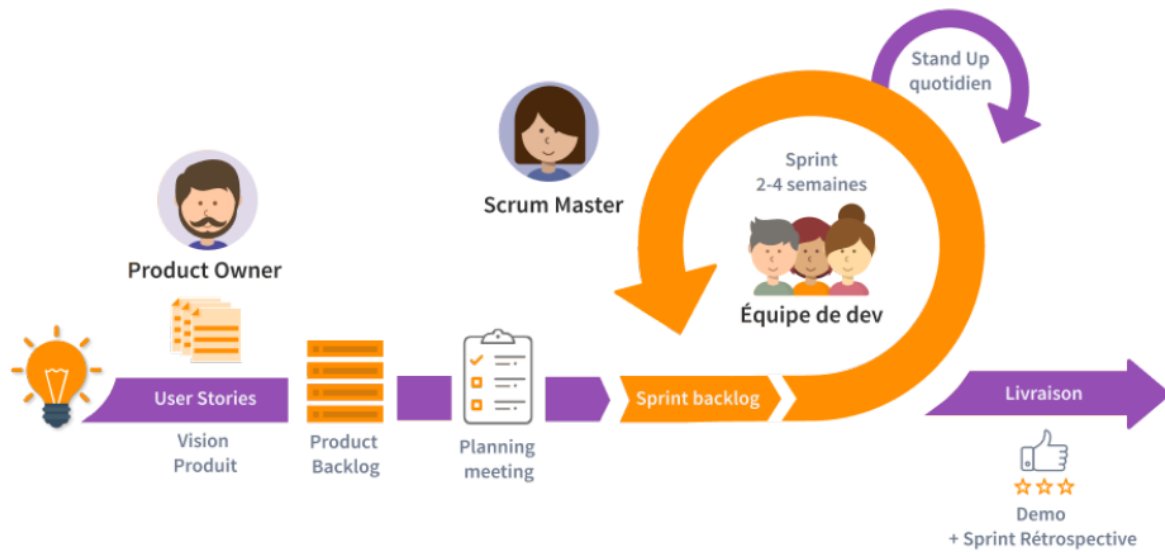 Stand Up
quotidien
Sprint
2-4 semaines
Scrum Master
Product Owner
Équipe de dev
User Stories
Sprint backlog
Livraison
Vision
Produit
Product
Backlog
Planning
meeting
Demo
+ Sprint Rétrospective